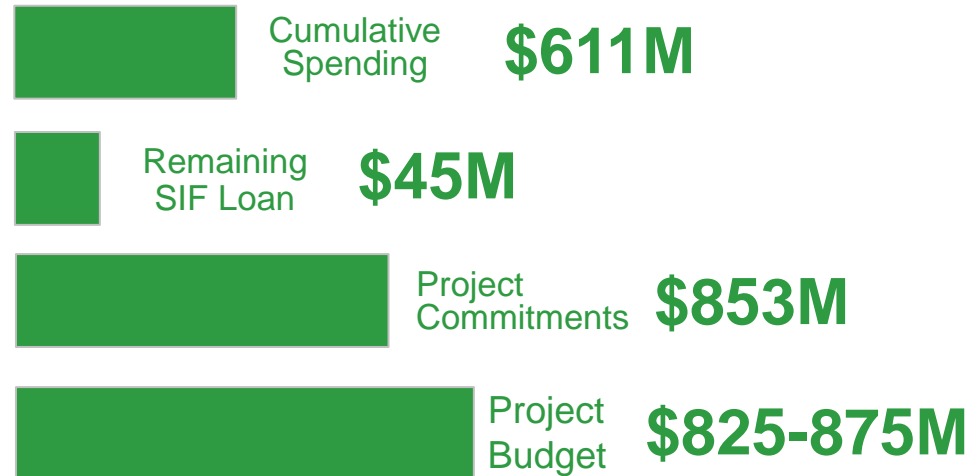 Cumulative
Spending
$611M
Remaining
SIF Loan
$45M
Project
Commitments
$853M
Project
Budget
$825-875M